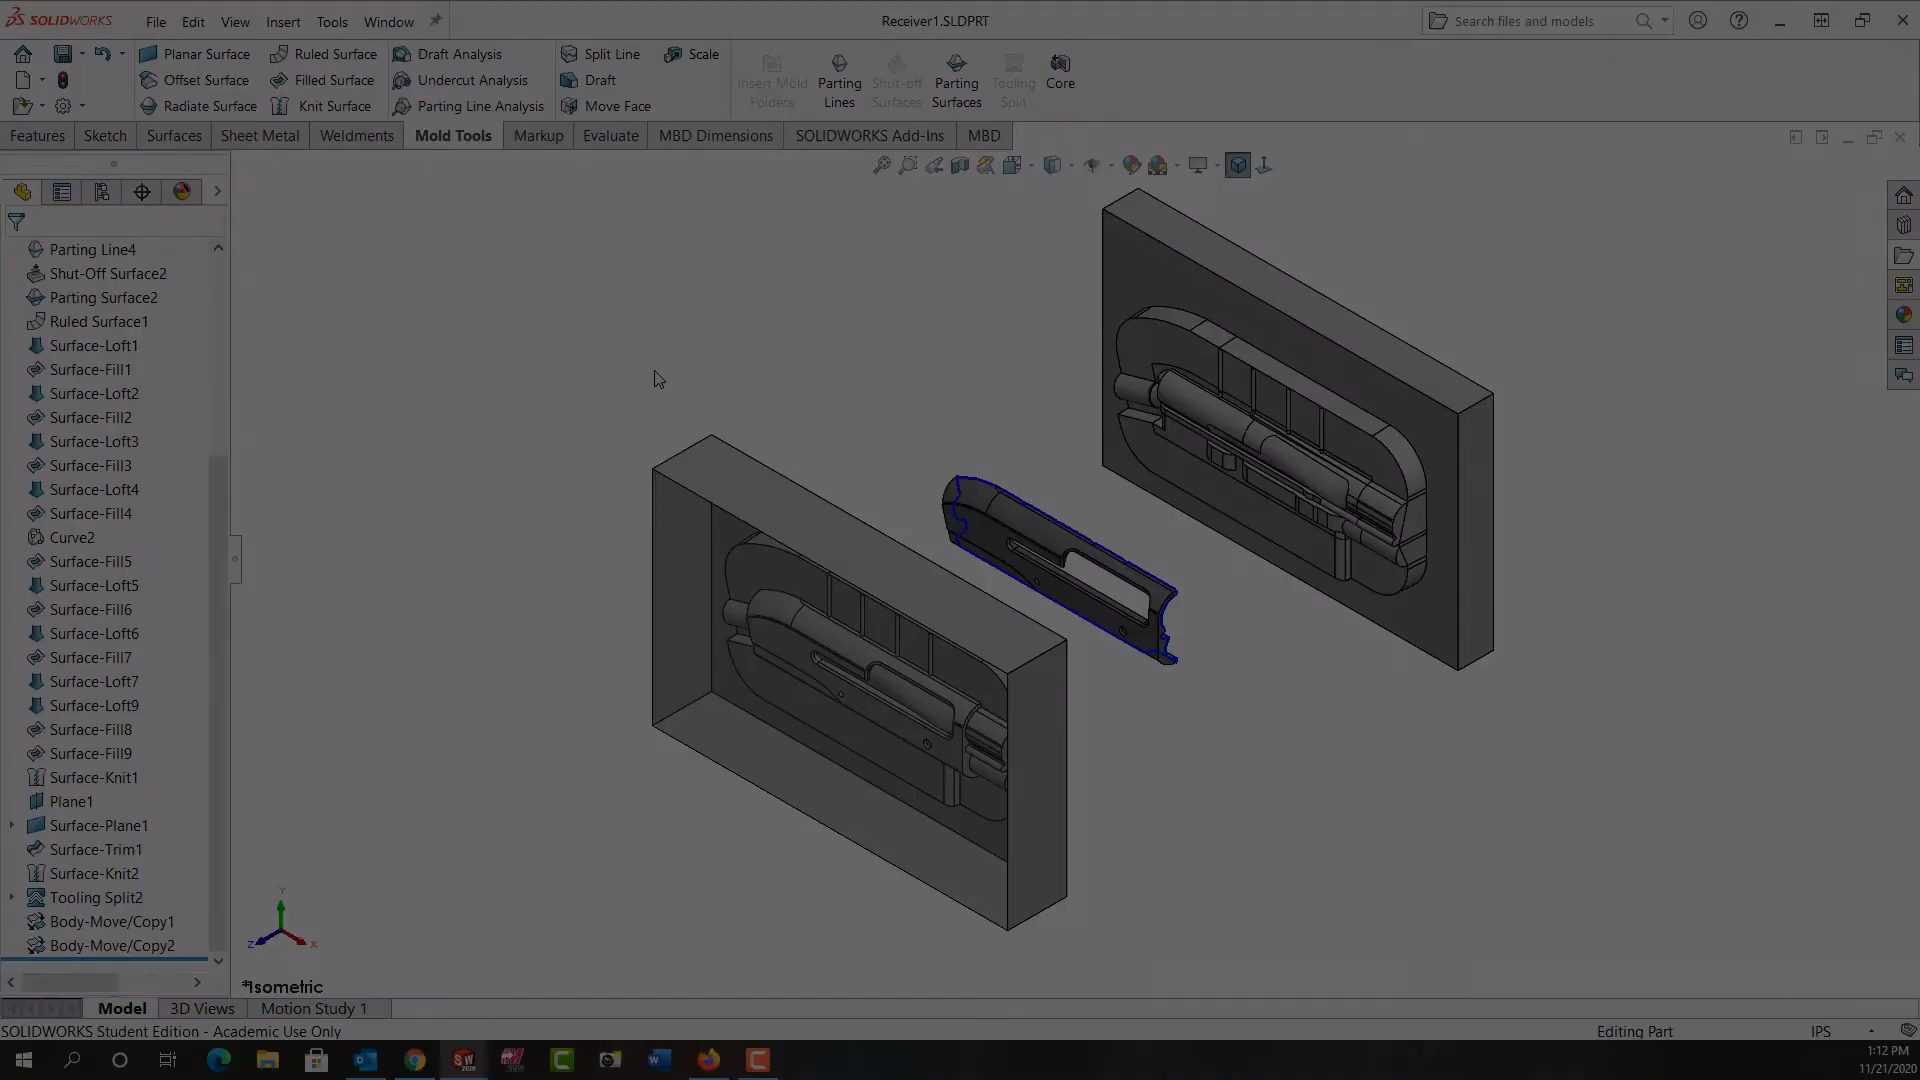 SOLIDWORKS File Edit View Insert Tools Window Receiver1.SLDPRT Search files and models
Planar Surface Ruled Surface Draft Analysis Split Line Scale
Offset Surface Filled Surface Undercut Analysis Draft
Radiate Surface Knit Surface Parting Line Analysis Move Face
Insert Mold Folders Parting Lines Shut-off Surfaces Parting Surfaces Tooling Split Core
Features Sketch Surfaces Sheet Metal Weldments Mold Tools Markup Evaluate MBD Dimensions SOLIDWORKS Add-Ins MBD
Parting Line4
Shut-Off Surface2
Parting Surface2
Ruled Surface1
Surface-Loft1
Surface-Fill1
Surface-Loft2
Surface-Fill2
Surface-Loft3
Surface-Fill3
Surface-Loft4
Surface-Fill4
Curve2
Surface-Fill5
Surface-Loft5
Surface-Fill6
Surface-Loft6
Surface-Fill7
Surface-Loft7
Surface-Loft9
Surface-Fill8
Surface-Fill9
Surface-Knit1
Plane1
Surface-Plane1
Surface-Trim1
Surface-Knit2
Tooling Split2
Body-Move/Copy1
Body-Move/Copy2
Y
Z X
*Isometric
Model 3D Views Motion Study 1
SOLIDWORKS Student Edition - Academic Use Only Editing Part IPS
1:12 PM
11/21/2020